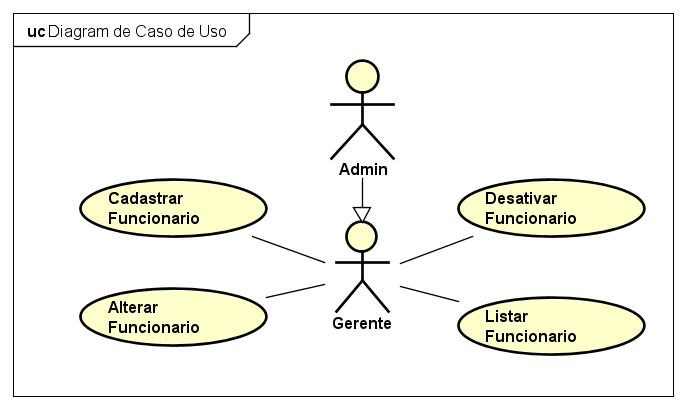 uc Diagram de Caso de Uso
Admin
Cadastrar
Funcionario
Desativar
Funcionario
Alterar
Funcionario
Gerente
Listar
Funcionario